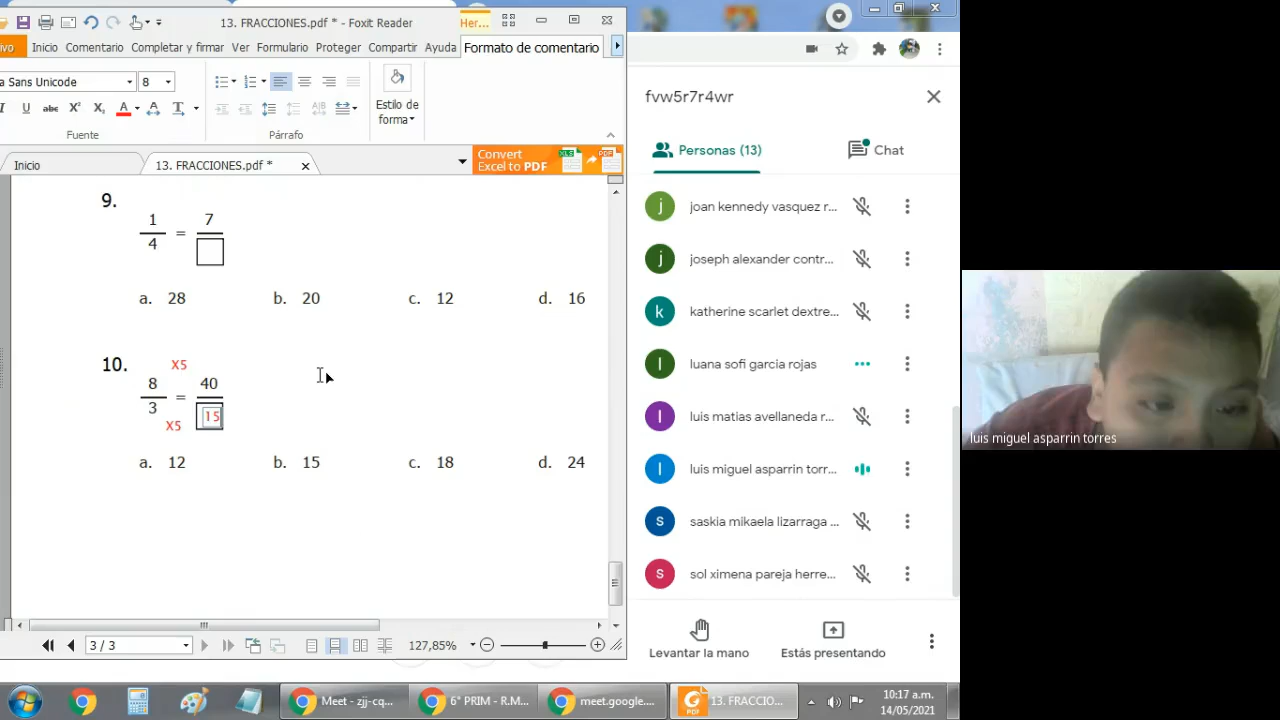 13. FRACCIONES.pdf * - Foxit Reader
Her...
Inicio Comentario Completar y firmar Ver Formulario Proteger Compartir Ayuda Formato de comentario
a Sans Unicode 8
Estilo de
forma
Fuente Párrafo
Inicio
13. FRACCIONES.pdf *
Convert
Excel to PDF
9.
1/4 = 7/
a. 28 b. 20 c. 12 d. 16
10.
X5
8/3 = 40/15
X5
a. 12 b. 15 c. 18 d. 24
3 / 3
127,85%
fvw5r7r4wr
Personas (13)
Chat
joan kennedy vasquez r...
joseph alexander contr...
katherine scarlet dextre...
luana sofi garcia rojas
luis matias avellaneda r...
luis miguel asparrin torr...
saskia mikaela lizarraga ...
sol ximena pareja herre...
Levantar la mano
Estás presentando
luis miguel asparrin torres
Meet - zjj-cq...
6° PRIM - R.M...
meet.google....
13. FRACCIO...
10:17 a.m.
14/05/2021